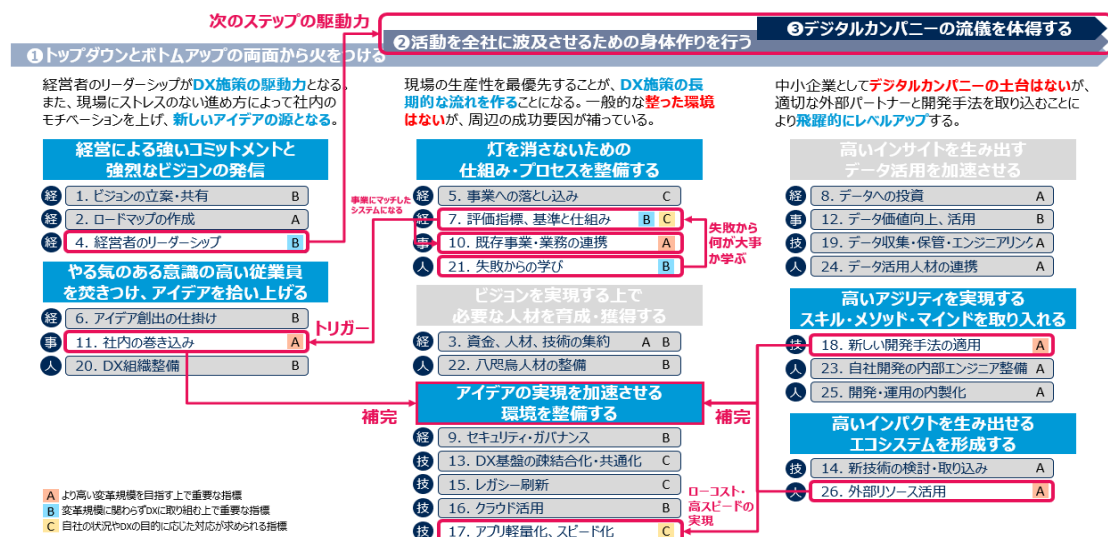 次のステップの駆動力
❶トップダウンとボトムアップの両面から火をつける
❷活動を全社に波及させるための身体作りを行う
❸デジタルカンパニーの流儀を体得する
経営者のリーダーシップがDX施策の駆動力となる。
また、現場にストレスのない進め方によって社内の
モチベーションを上げ、新しいアイデアの源となる。
経営による強いコミットメントと
強烈なビジョンの発信
経 1. ビジョンの立案・共有 B
経 2. ロードマップの作成 A
経 4. 経営者のリーダーシップ B
やる気のある意識の高い従業員
を焚きつけ、アイデアを拾い上げる
経 6. アイデア創出の仕掛け B
事 11. 社内の巻き込み A
人 20. DX組織整備 B
トリガー
補完
A より高い変革規模を目指す上で重要な指標
B 変革規模に関わらずDXに取り組む上で重要な指標
C 自社の状況やDXの目的に応じた対応が求められる指標
現場の生産性を最優先することが、DX施策の長
期的な流れを作ることになる。一般的な整った環境
はないが、周辺の成功要因が補っている。
灯を消さないための
仕組み・プロセスを整備する
事業にマッチした
システムになる
経 5. 事業への落とし込み C
経 7. 評価指標、基準と仕組み B C
事 10. 既存事業・業務の連携 A
人 21. 失敗からの学び B
失敗から
何が大事
か学ぶ
ビジョンを実現する上で
必要な人材を育成・獲得する
経 3. 資金、人材、技術の集約 A B
人 22. 八咫烏人材の整備 B
アイデアの実現を加速させる
環境を整備する
経 9. セキュリティ・ガバナンス B
技 13. DX基盤の疎結合化・共通化 C
技 15. レガシー刷新 C
技 16. クラウド活用 B
技 17. アプリ軽量化、スピード化 C
補完
ローコスト・
高スピードの
実現
中小企業としてデジタルカンパニーの土台はないが、
適切な外部パートナーと開発手法を取り込むことに
より飛躍的にレベルアップする。
高いインサイトを生み出す
データ活用を加速させる
経 8. データへの投資 A
事 12. データ価値向上、活用 B
技 19. データ収集・保管・エンジニアリング A
人 24. データ活用人材の連携 A
高いアジリティを実現する
スキル・メソッド・マインドを取り入れる
技 18. 新しい開発手法の適用 A
人 23. 自社開発の内部エンジニア整備 A
人 25. 開発・運用の内製化 A
高いインパクトを生み出せる
エコシステムを形成する
技 14. 新技術の検討・取り込み A
人 26. 外部リソース活用 A